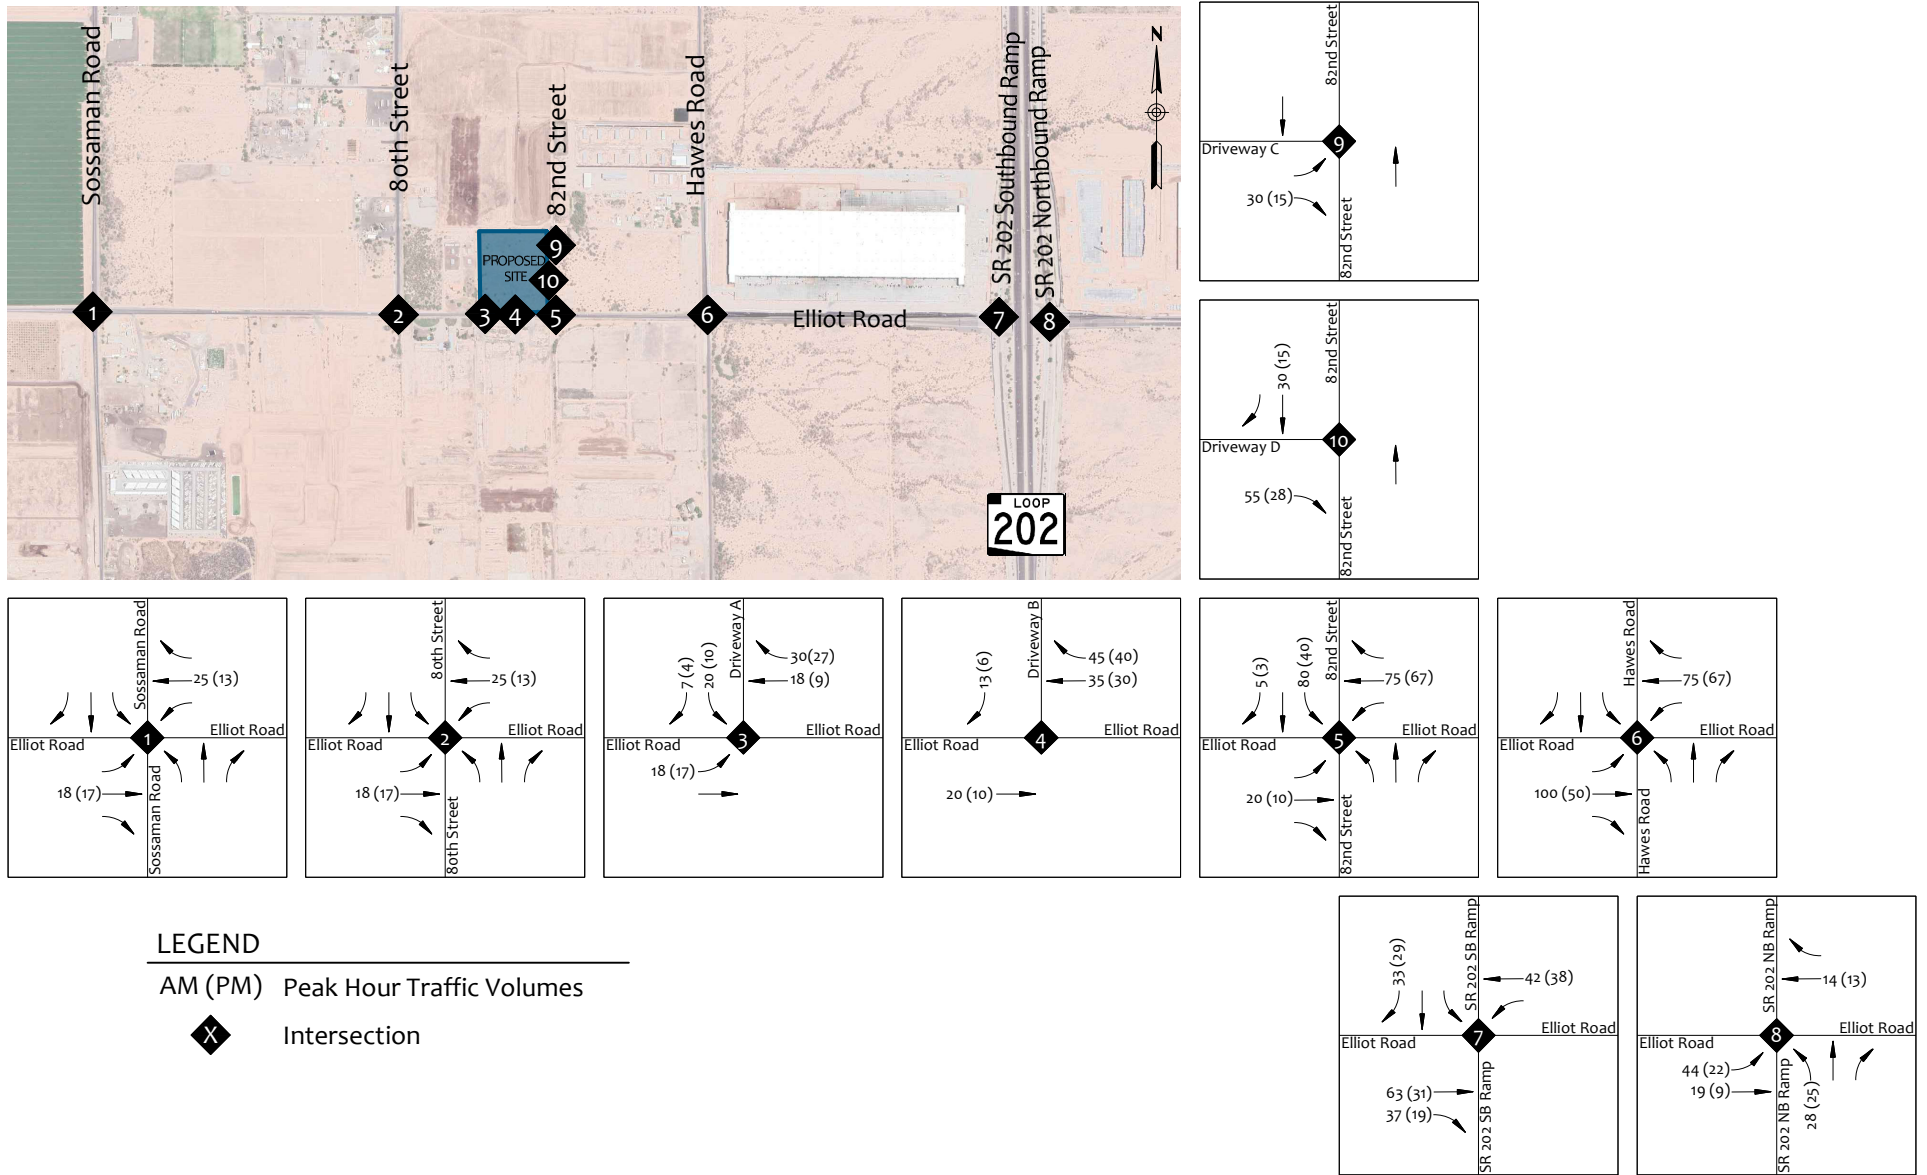 Sossaman Road
80th Street
82nd Street
Hawes Road
SR 202 Southbound Ramp
SR 202 Northbound Ramp
N
PROPOSED
SITE
9
10
1
2
3
4
5
6
7
8
Elliot Road
LOOP
202
82nd Street
Driveway C
9
30 (15)
82nd Street
82nd Street
30 (15)
Driveway D
10
55 (28)
82nd Street
Sossaman Road
25 (13)
Elliot Road
Elliot Road
1
18 (17)
Sossaman Road
80th Street
25 (13)
Elliot Road
Elliot Road
2
18 (17)
80th Street
7 (4)
20 (10)
Driveway A
30(27)
18 (9)
Elliot Road
Elliot Road
3
18 (17)
13 (6)
Driveway B
45 (40)
35 (30)
Elliot Road
Elliot Road
4
20 (10)
5 (3)
80 (40)
82nd Street
75 (67)
Elliot Road
Elliot Road
5
20 (10)
82nd Street
Hawes Road
75 (67)
Elliot Road
Elliot Road
6
100 (50)
Hawes Road
33 (29)
SR 202 SB Ramp
42 (38)
Elliot Road
Elliot Road
7
63 (31)
37 (19)
SR 202 SB Ramp
SR 202 NB Ramp
14 (13)
Elliot Road
Elliot Road
8
44 (22)
19 (9)
SR 202 NB Ramp
28 (25)
LEGEND
AM (PM) Peak Hour Traffic Volumes
X Intersection